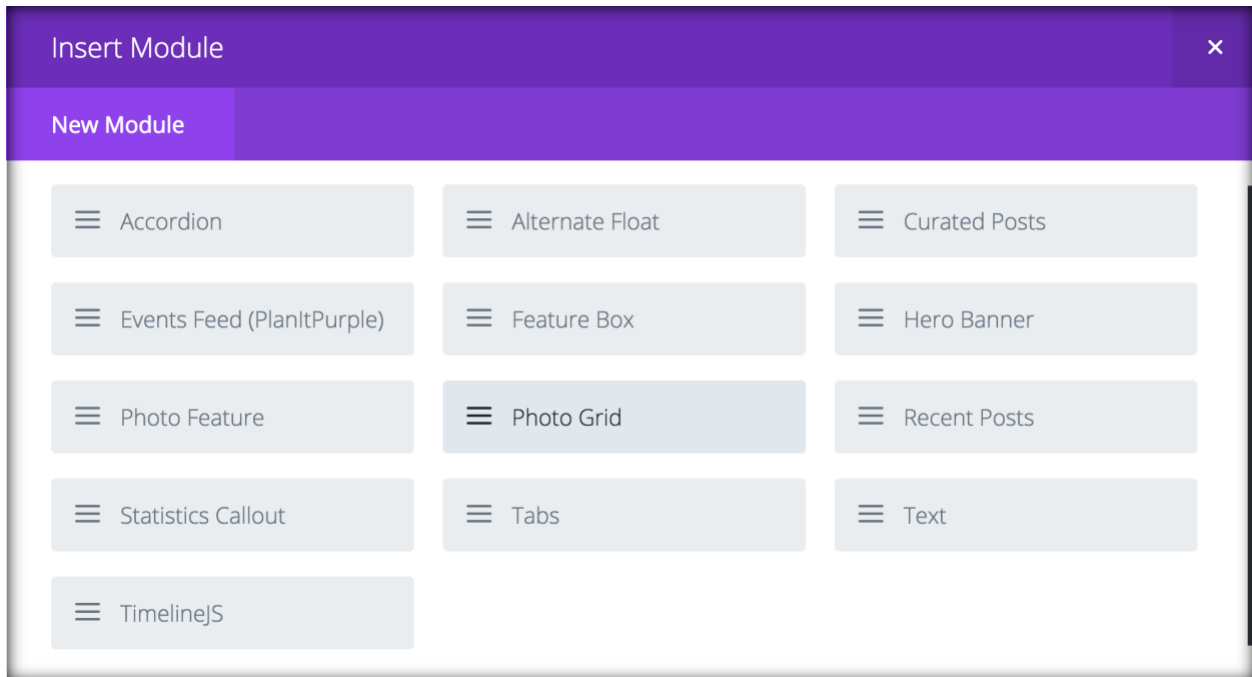 Insert Module
New Module
Accordion
Alternate Float
Curated Posts
Events Feed (PlanItPurple)
Feature Box
Hero Banner
Photo Feature
Photo Grid
Recent Posts
Statistics Callout
Tabs
Text
TimelineJS